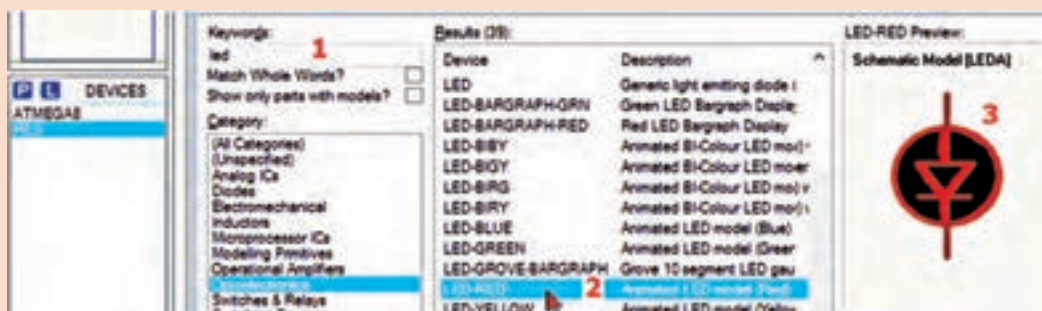 Keywords:
led
1
Match Whole Words?
Show only parts with models?
Category:
(All Categories)
(Unspecified)
Analog ICs
Diodes
Electromechanical
Inductors
Microprocessor ICs
Modelling Primitives
Operational Amplifiers
Optoelectronics
Switches & Relays
P L DEVICES
ATMEGA8
Results (39):
Device Description
LED Generic light emitting diode (
LED-BARGRAPH-GRN Green LED Bargraph Display
LED-BARGRAPH-RED Red LED Bargraph Display
LED-BIBY Animated BI-Colour LED mod
LED-BIGY Animated BI-Colour LED
LED-BIRG Animated BI-Colour LED
LED-BIRY Animated BI-Colour LED
LED-BLUE Animated LED model (Blue)
LED-GREEN Animated LED model (Green
LED-GROVE-BARGRAPH Grove 10 segment LED gau
LED-RED 2 Animated LED model (Red)
LED-YELLOW Animated LED model (Yellow
LED-RED Preview:
Schematic Model [LEDA]
3